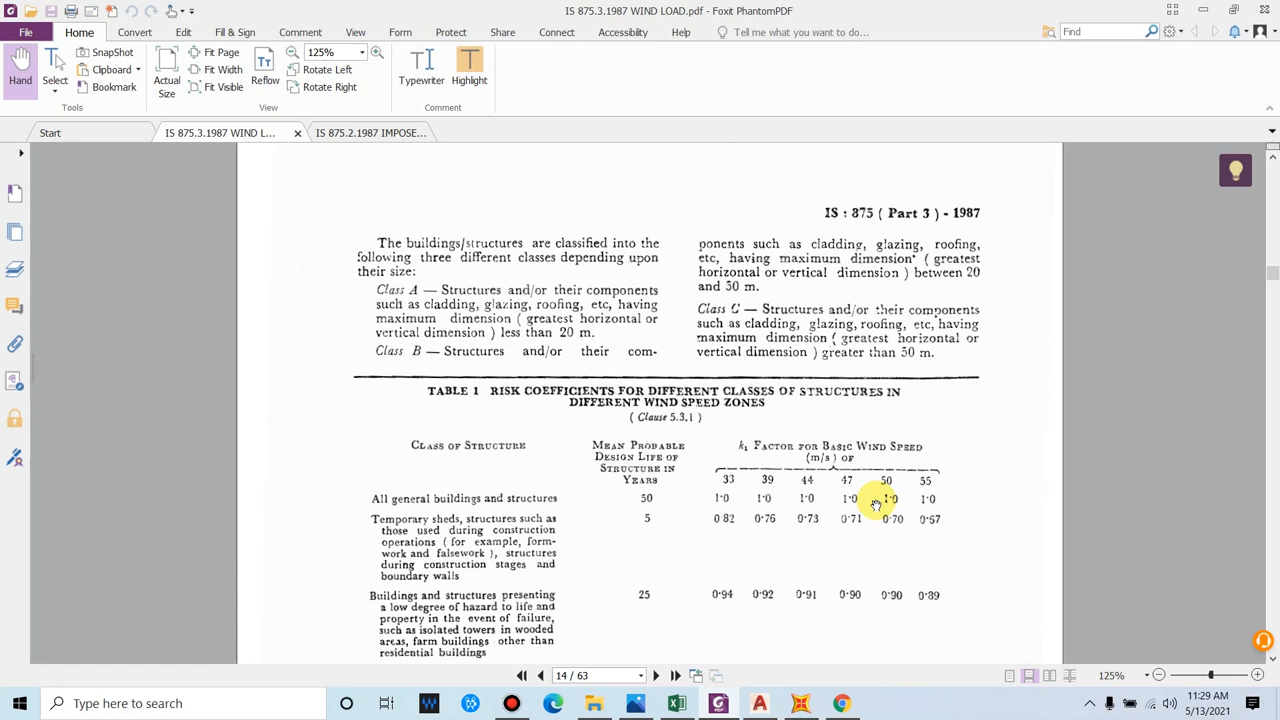 IS 875.3.1987 WIND LOAD.pdf - Foxit PhantomPDF
File Home Convert Edit Fill & Sign Comment View Form Protect Share Connect Accessibility Help Tell me what you want to do... Find
Hand
Select
SnapShot
Clipboard
Bookmark
Tools
Actual Size
Fit Page
Fit Width
Fit Visible
Reflow
125%
Rotate Left
Rotate Right
View
Typewriter
Highlight
Comment
Start IS 875.3.1987 WIND L... IS 875.2.1987 IMPOSE...
IS : 875 ( Part 3 ) - 1987
The buildings/structures are classified into the
following three different classes depending upon
their size:
Class A — Structures and/or their components
such as cladding, glazing, roofing, etc, having
maximum dimension ( greatest horizontal or
vertical dimension ) less than 20 m.
Class B — Structures and/or their com-
ponents such as cladding, glazing, roofing,
etc, having maximum dimension ( greatest
horizontal or vertical dimension ) between 20
and 50 m.
Class C — Structures and/or their components
such as cladding, glazing, roofing, etc, having
maximum dimension ( greatest horizontal or
vertical dimension ) greater than 50 m.
TABLE 1 RISK COEFFICIENTS FOR DIFFERENT CLASSES OF STRUCTURES IN
DIFFERENT WIND SPEED ZONES
( Clause 5.3.1 )
CLASS OF STRUCTURE
MEAN PROBABLE
DESIGN LIFE OF
STRUCTURE IN
YEARS
k1 FACTOR FOR BASIC WIND SPEED
(m/s) OF
33 39 44 47 50 55
All general buildings and structures 50 1·0 1·0 1·0 1·0 1·0 1·0
Temporary sheds, structures such as 5 0·82 0·76 0·73 0·71 0·70 0·67
those used during construction
operations ( for example, form-
work and falsework ), structures
during construction stages and
boundary walls
Buildings and structures presenting 25 0·94 0·92 0·91 0·90 0·90 0·89
a low degree of hazard to life and
property in the event of failure,
such as isolated towers in wooded
areas, farm buildings other than
residential buildings
14 / 63
125%
Type here to search
11:29 AM
5/13/2021